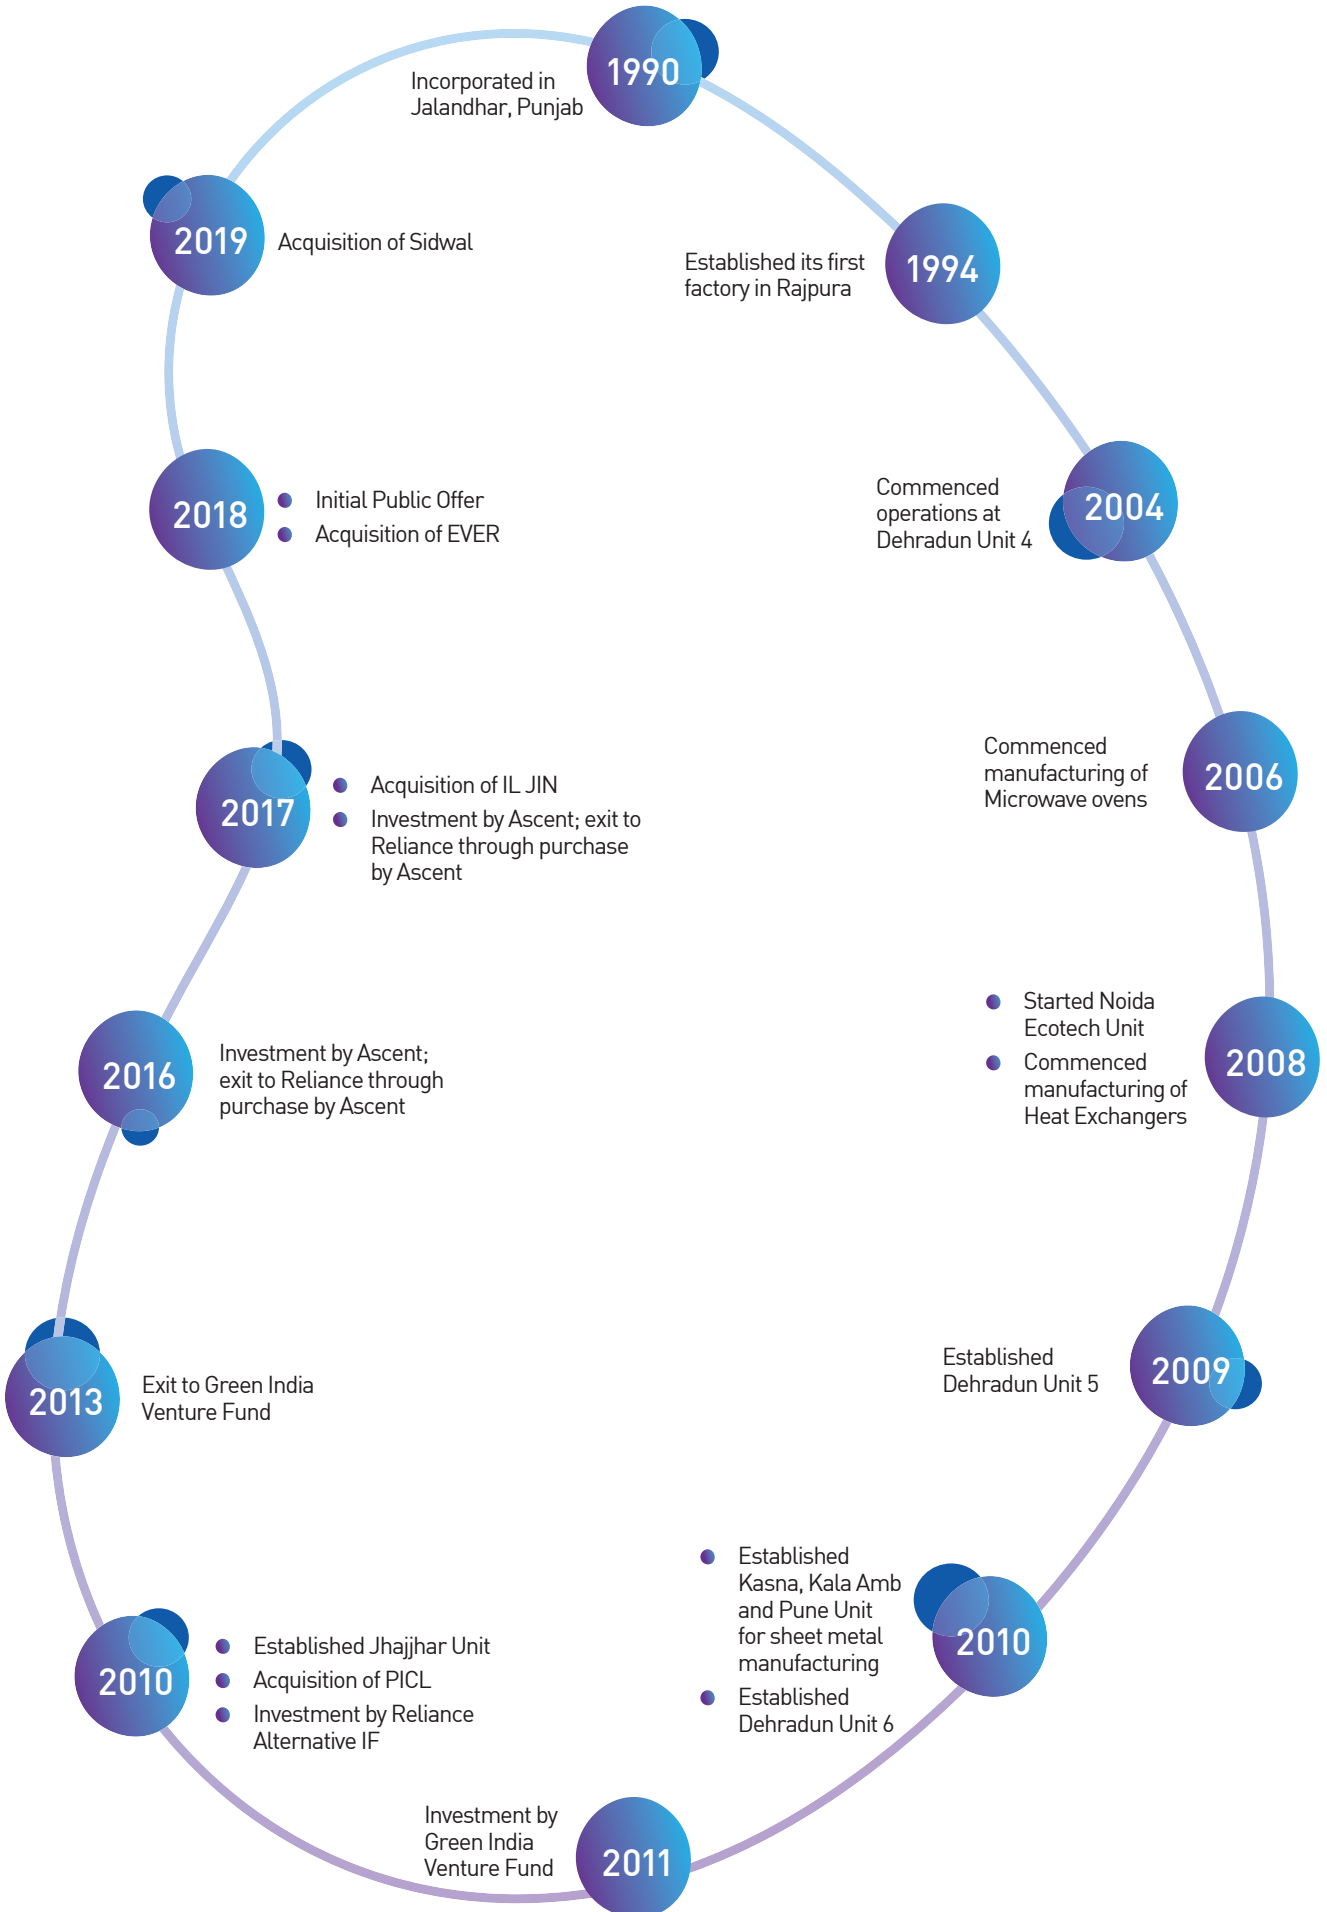 1990
Incorporated in
Jalandhar, Punjab
1994
Established its first
factory in Rajpura
2004
Commenced
operations at
Dehradun Unit 4
2006
Commenced
manufacturing of
Microwave ovens
2008
Started Noida
Ecotech Unit
Commenced
manufacturing of
Heat Exchangers
2009
Established
Dehradun Unit 5
2010
Established
Kasna, Kala Amb
and Pune Unit
for sheet metal
manufacturing
Established
Dehradun Unit 6
2011
Investment by
Green India
Venture Fund
2010
Established Jhajjhar Unit
Acquisition of PICL
Investment by Reliance
Alternative IF
2013
Exit to Green India
Venture Fund
2016
Investment by Ascent;
exit to Reliance through
purchase by Ascent
2017
Acquisition of IL JIN
Investment by Ascent; exit to
Reliance through purchase
by Ascent
2018
Initial Public Offer
Acquisition of EVER
2019
Acquisition of Sidwal